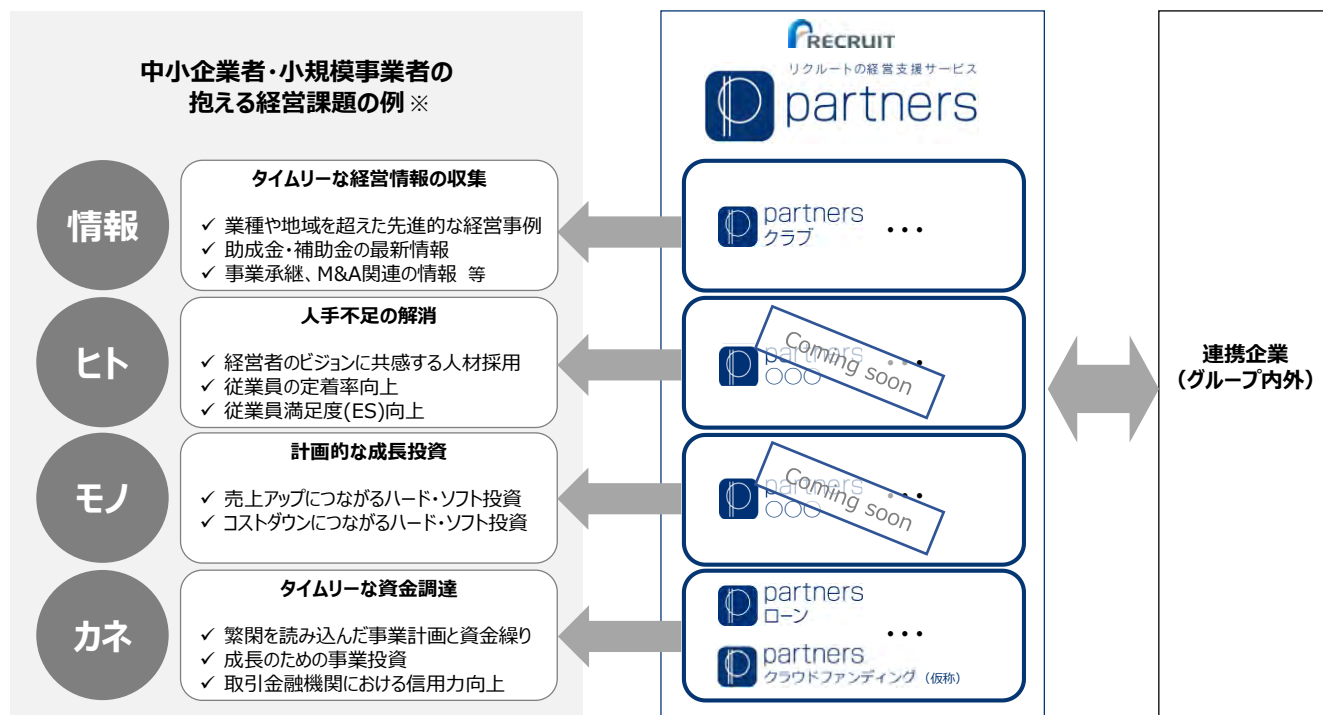 中小企業者・小規模事業者の
抱える経営課題の例 ※
情報
タイムリーな経営情報の収集
✓ 業種や地域を超えた先進的な経営事例
✓ 助成金・補助金の最新情報
✓ 事業承継、M&A関連の情報 等
ヒト
人手不足の解消
✓ 経営者のビジョンに共感する人材採用
✓ 従業員の定着率向上
✓ 従業員満足度(ES)向上
モノ
計画的な成長投資
✓ 売上アップにつながるハード・ソフト投資
✓ コストダウンにつながるハード・ソフト投資
カネ
タイムリーな資金調達
✓ 繁閑を読み込んだ事業計画と資金繰り
✓ 成長のための事業投資
✓ 取引金融機関における信用力向上
RECRUIT
リクルートの経営支援サービス
partners
partners
クラブ
…
partners
○○○
…
Coming soon
partners
○○○
…
Coming soon
partners
ローン
…
partners
クラウドファンディング（仮称）
連携企業
（グループ内外）